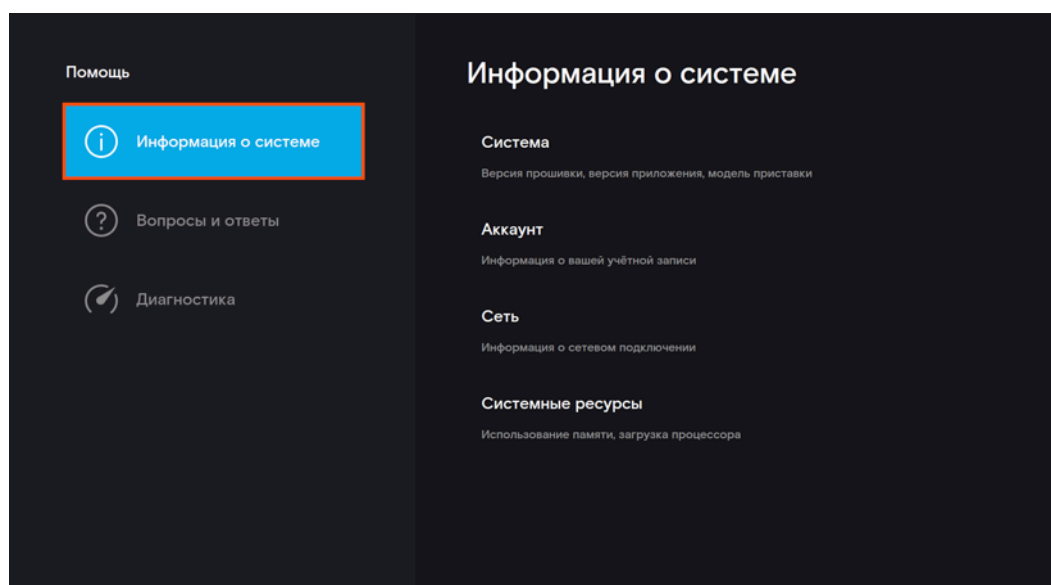 Помощь
Информация о системе
Вопросы и ответы
Диагностика
Информация о системе
Система
Версия прошивки, версия приложения, модель приставки
Аккаунт
Информация о вашей учётной записи
Сеть
Информация о сетевом подключении
Системные ресурсы
Использование памяти, загрузка процессора